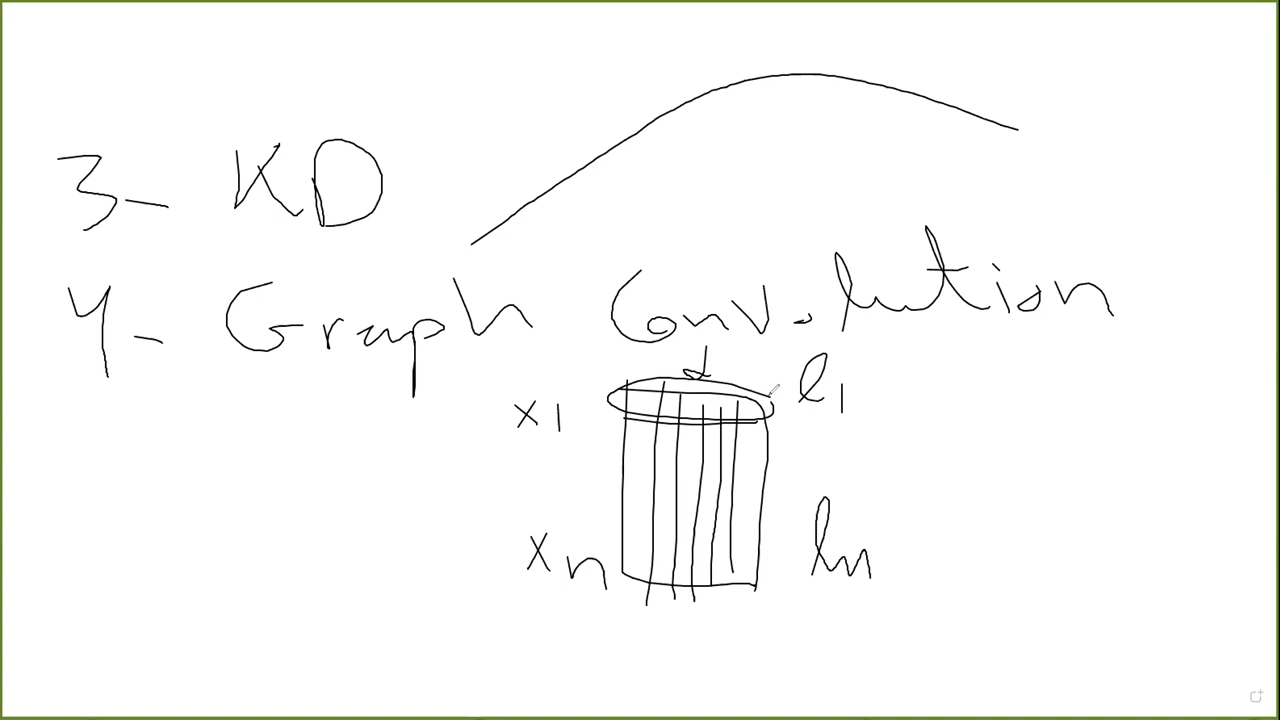 3- KD
4- Graph Convolution
d
x1 l1
xn ln